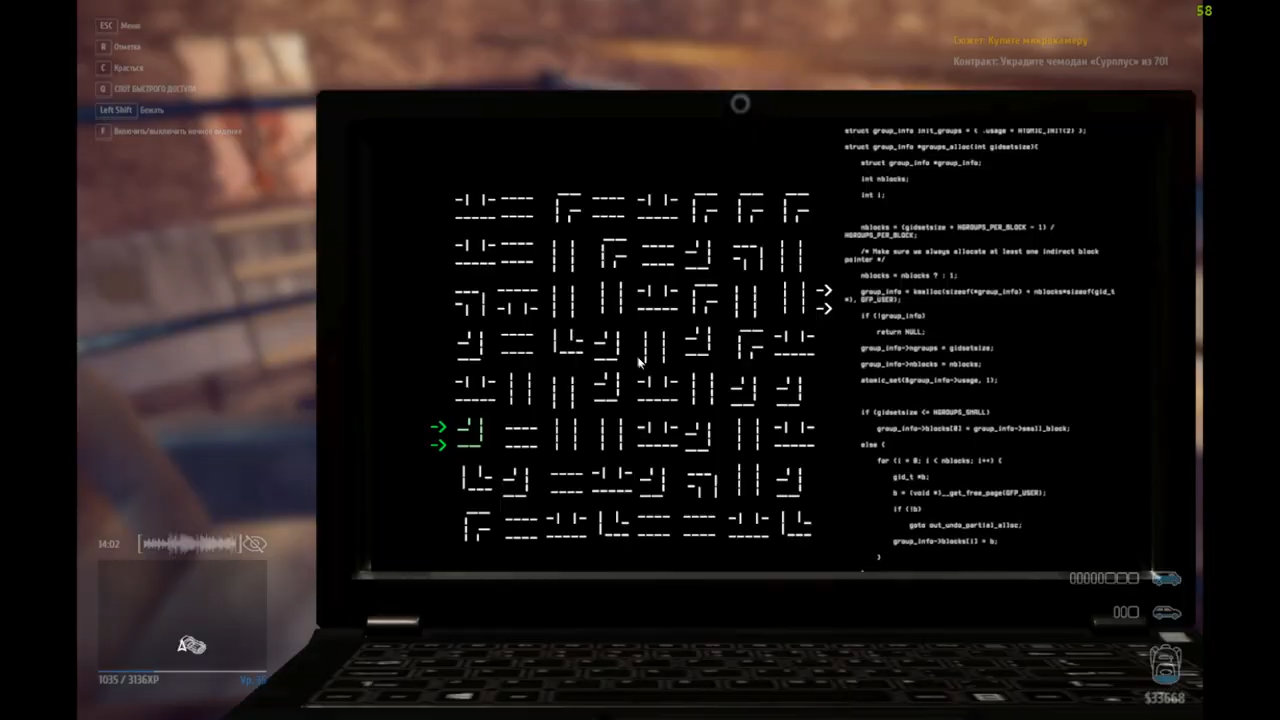 58
ESC Меню
R Отметка
C Красться
Q СЛОТ БЫСТРОГО ДОСТУПА
Left Shift Бежать
F Включить/выключить ночное видение
Сюжет: Купите микрокамеру
Контракт: Украдите чемодан «Сурплус» из 701
struct group_info init_groups = { .usage = ATOMIC_INIT(2) };
struct group_info *groups_alloc(int gidsetsize){
struct group_info *group_info;
int nblocks;
int i;
nblocks = (gidsetsize + NGROUPS_PER_BLOCK - 1) /
NGROUPS_PER_BLOCK;
/* Make sure we always allocate at least one indirect block
pointer */
nblocks = nblocks ? : 1;
group_info = kmalloc(sizeof(*group_info) + nblocks*sizeof(gid_t
*), GFP_USER);
if (!group_info)
return NULL;
group_info->ngroups = gidsetsize;
group_info->nblocks = nblocks;
atomic_set(&group_info->usage, 1);
if (gidsetsize <= NGROUPS_SMALL)
group_info->blocks[0] = group_info->small_block;
else {
for (i = 0; i < nblocks; i++) {
gid_t *b;
b = (void *)__get_free_page(GFP_USER);
if (!b)
goto out_undo_partial_alloc;
group_info->blocks[i] = b;
}
14:02
1035 / 3136XP
$33668